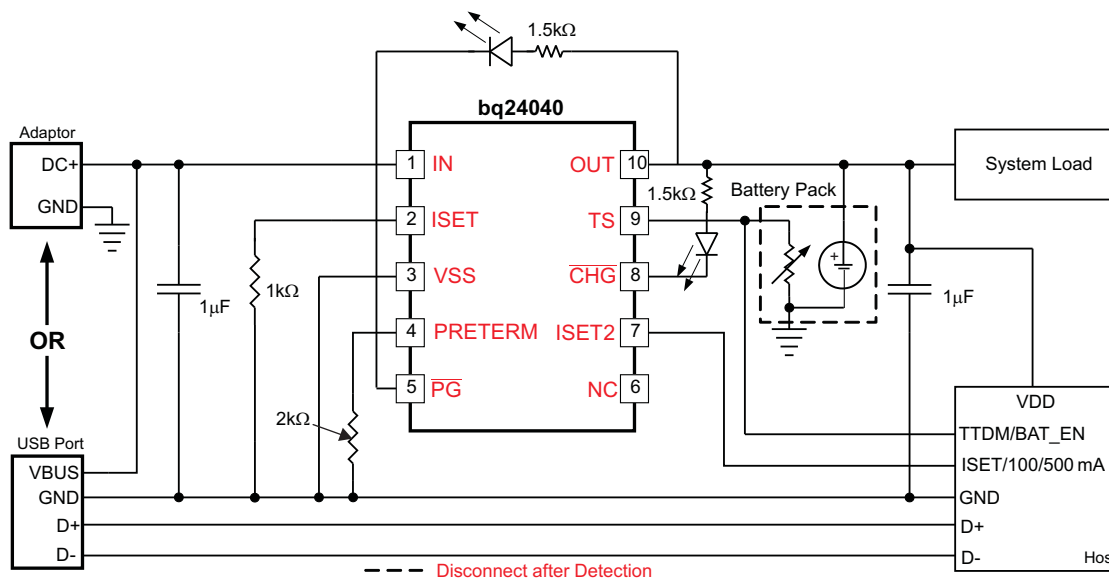 1.5kΩ
bq24040
Adaptor
DC+
GND
1 IN
2 ISET
3 VSS
4 PRETERM
5 PG
OUT 10
TS 9
CHG 8
ISET2 7
NC 6
1.5kΩ
Battery Pack
+
System Load
1μF
1kΩ
1μF
OR
2kΩ
USB Port
VBUS
GND
D+
D-
VDD
TTDM/BAT_EN
ISET/100/500 mA
GND
D+
D-
Hos
Disconnect after Detection